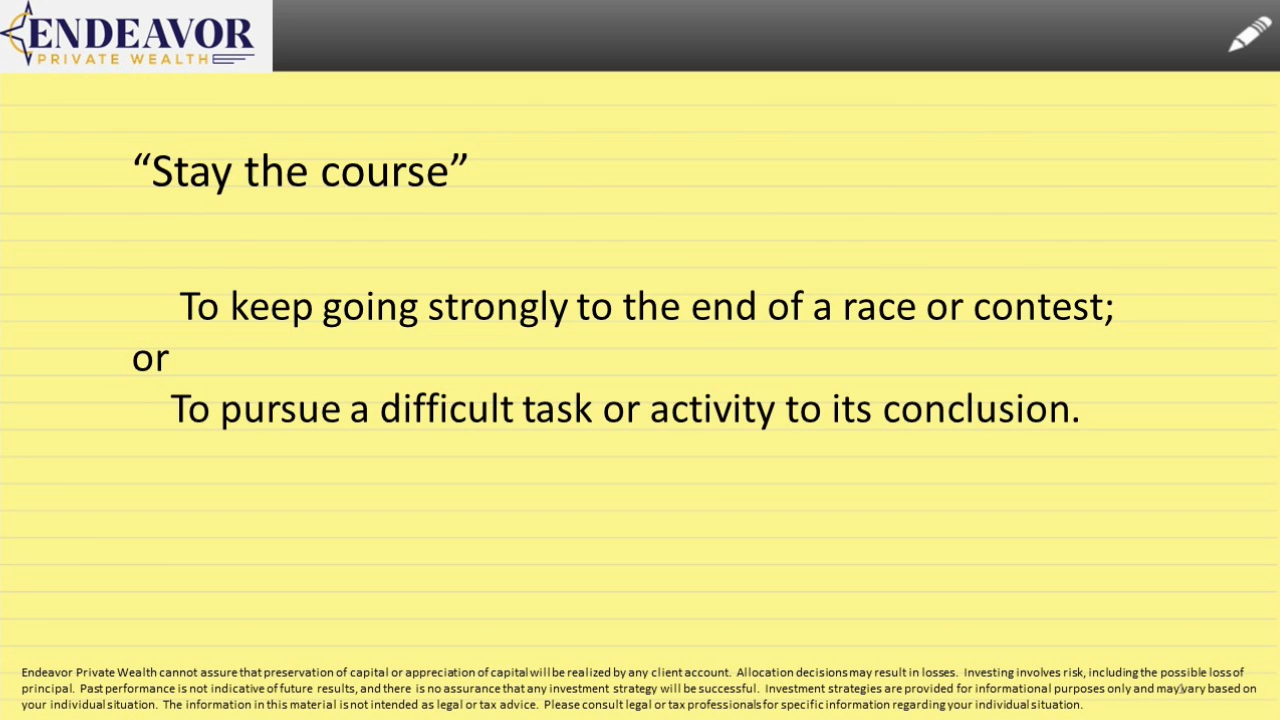 ENDEAVOR
PRIVATE WEALTH
“Stay the course”
To keep going strongly to the end of a race or contest;
or
To pursue a difficult task or activity to its conclusion.
Endeavor Private Wealth cannot assure that preservation of capital or appreciation of capital will be realized by any client account. Allocation decisions may result in losses. Investing involves risk, including the possible loss of
principal. Past performance is not indicative of future results, and there is no assurance that any investment strategy will be successful. Investment strategies are provided for informational purposes only and may vary based on
your individual situation. The information in this material is not intended as legal or tax advice. Please consult legal or tax professionals for specific information regarding your individual situation.